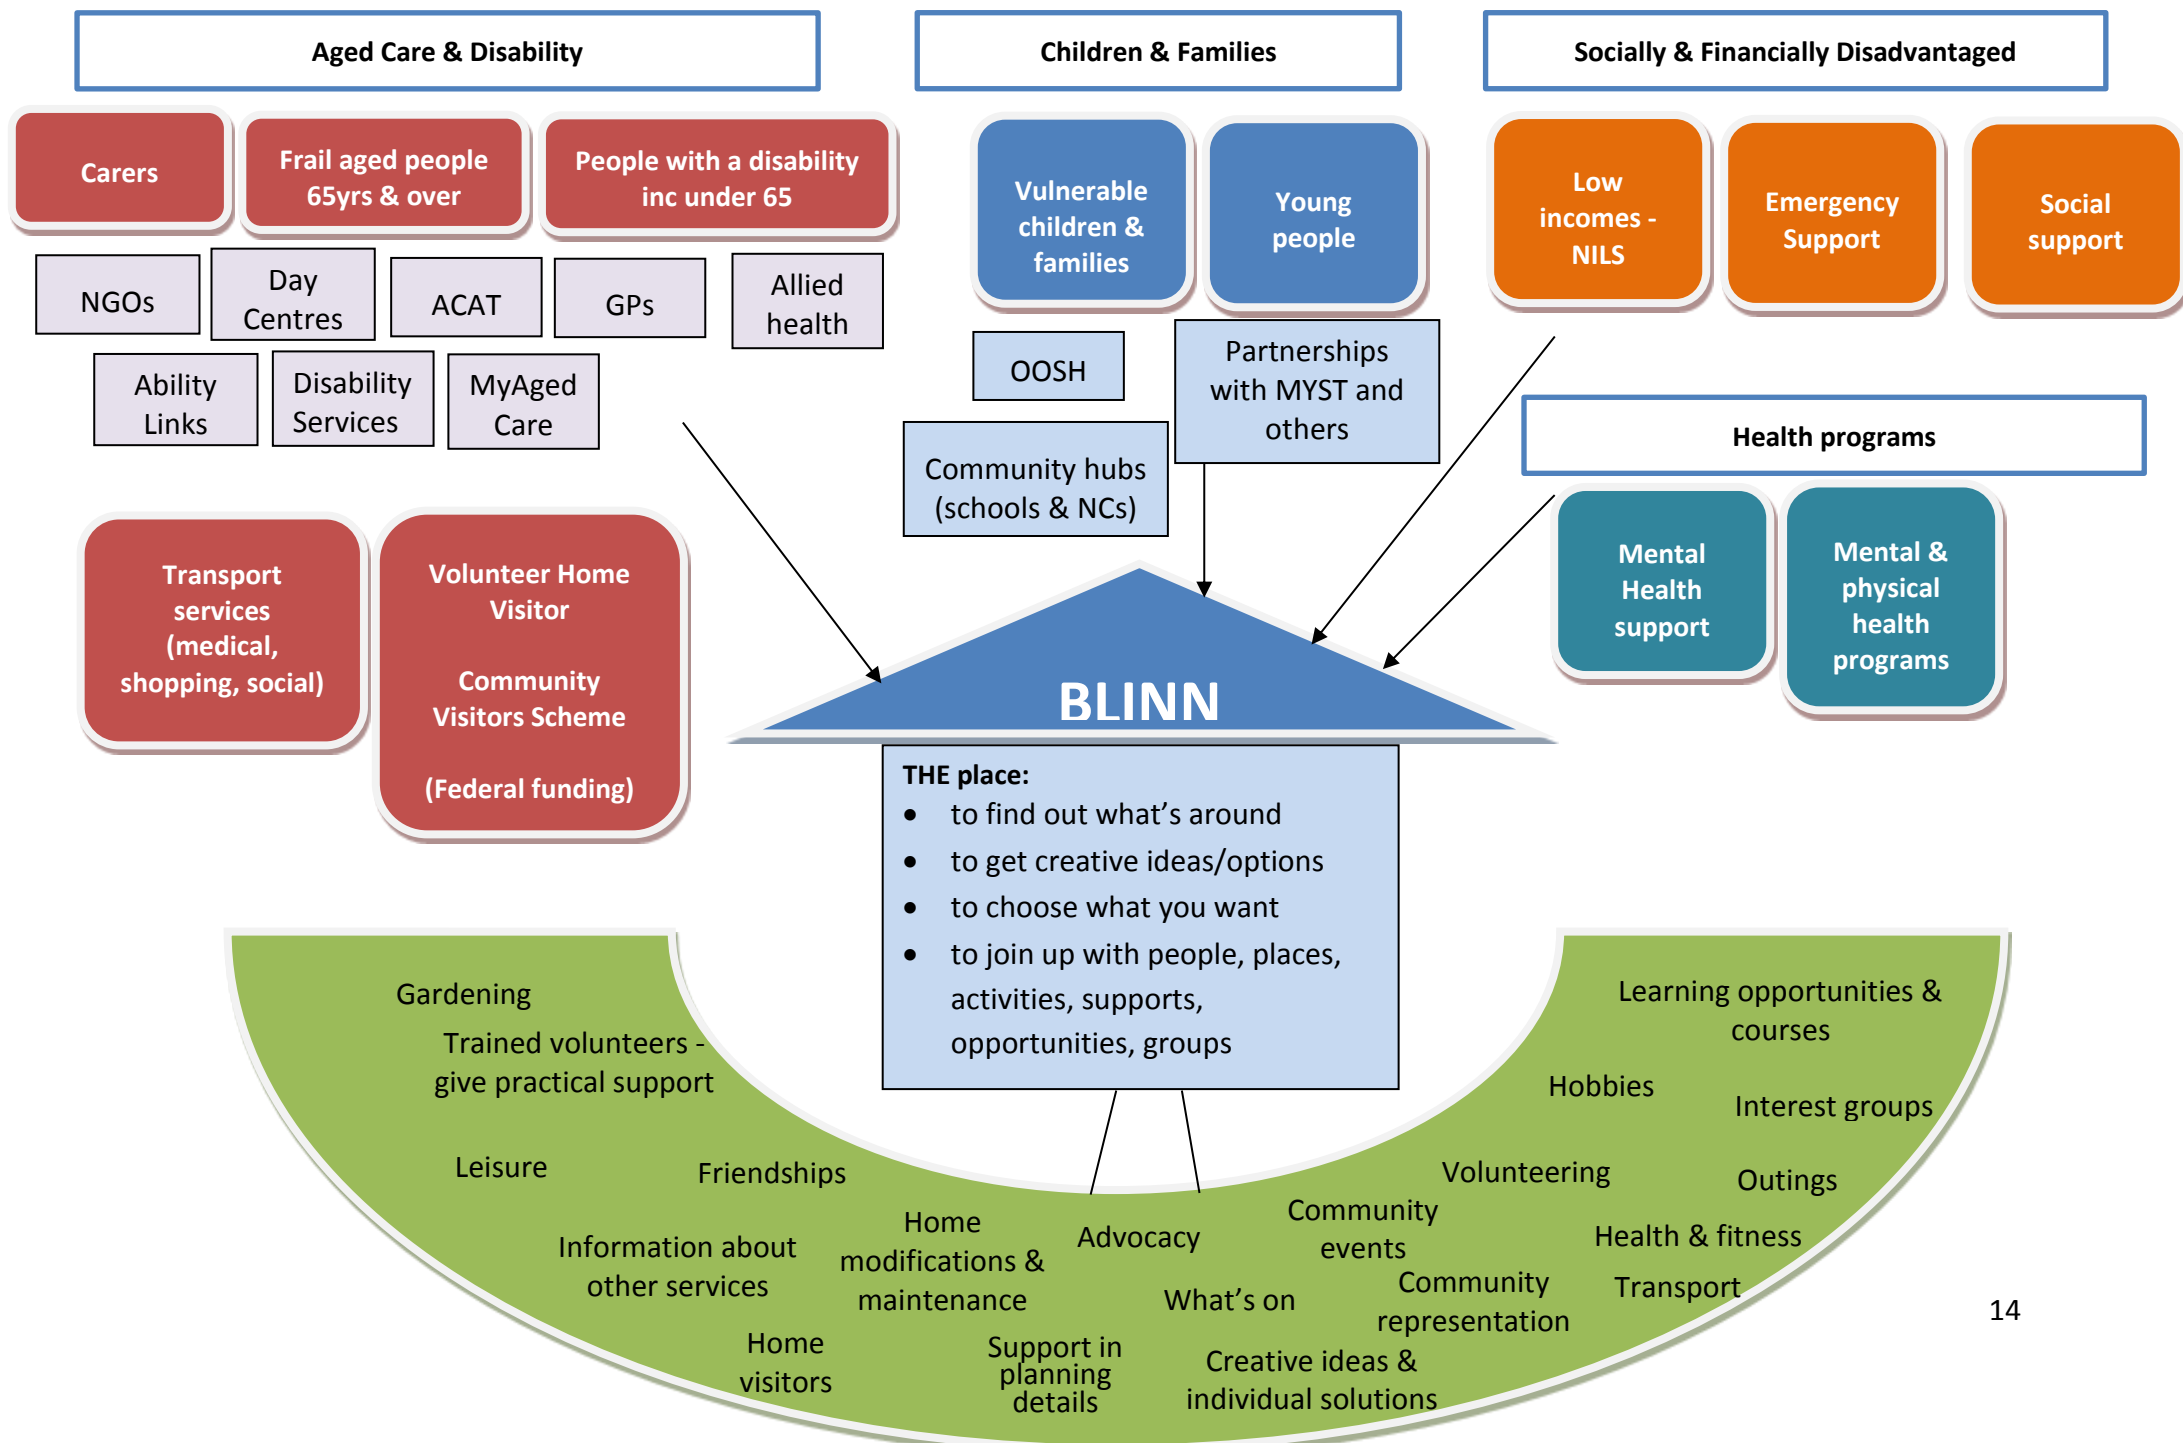 Aged Care & Disability
Children & Families
Socially & Financially Disadvantaged
Carers
Frail aged people
65yrs & over
People with a disability
inc under 65
Vulnerable
children &
families
Young
people
Low
incomes -
NILS
Emergency
Support
Social
support
NGOs
Day
Centres
ACAT
GPs
Allied
health
Ability
Links
Disability
Services
MyAged
Care
OOSH
Partnerships
with MYST and
others
Community hubs
(schools & NCs)
Health programs
Transport
services
(medical,
shopping, social)
Volunteer Home
Visitor
Community
Visitors Scheme
(Federal funding)
Mental
Health
support
Mental &
physical
health
programs
BLINN
THE place:
• to find out what’s around
• to get creative ideas/options
• to choose what you want
• to join up with people, places,
activities, supports,
opportunities, groups
Gardening
Trained volunteers -
give practical support
Leisure
Friendships
Information about
other services
Home
modifications &
maintenance
Home
visitors
Advocacy
Support in
planning
details
What’s on
Community
events
Community
representation
Creative ideas &
individual solutions
Learning opportunities &
courses
Hobbies
Interest groups
Volunteering
Outings
Health & fitness
Transport
14